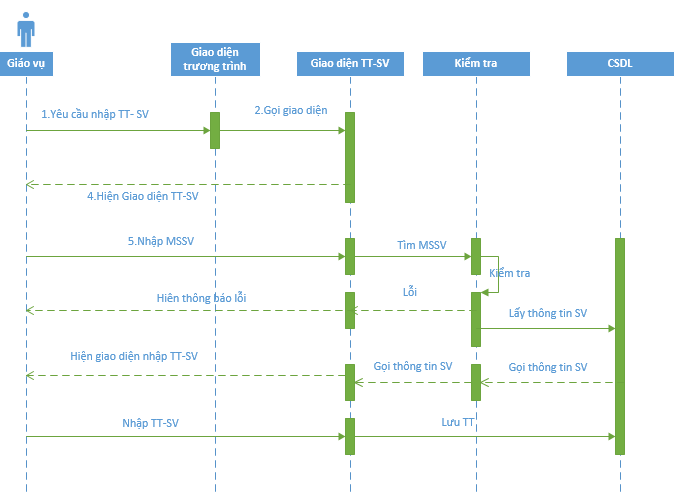 Giáo vụ
Giao diện
trương trình
Giao diện TT-SV
Kiểm tra
CSDL
1.Yêu cầu nhập TT- SV
2.Gọi giao diện
4.Hiện Giao diện TT-SV
5.Nhập MSSV
Tìm MSSV
Kiểm tra
Hiên thông báo lỗi
Lỗi
Lấy thông tin SV
Hiện giao diện nhập TT-SV
Gọi thông tin SV
Gọi thông tin SV
Nhập TT-SV
Lưu TT